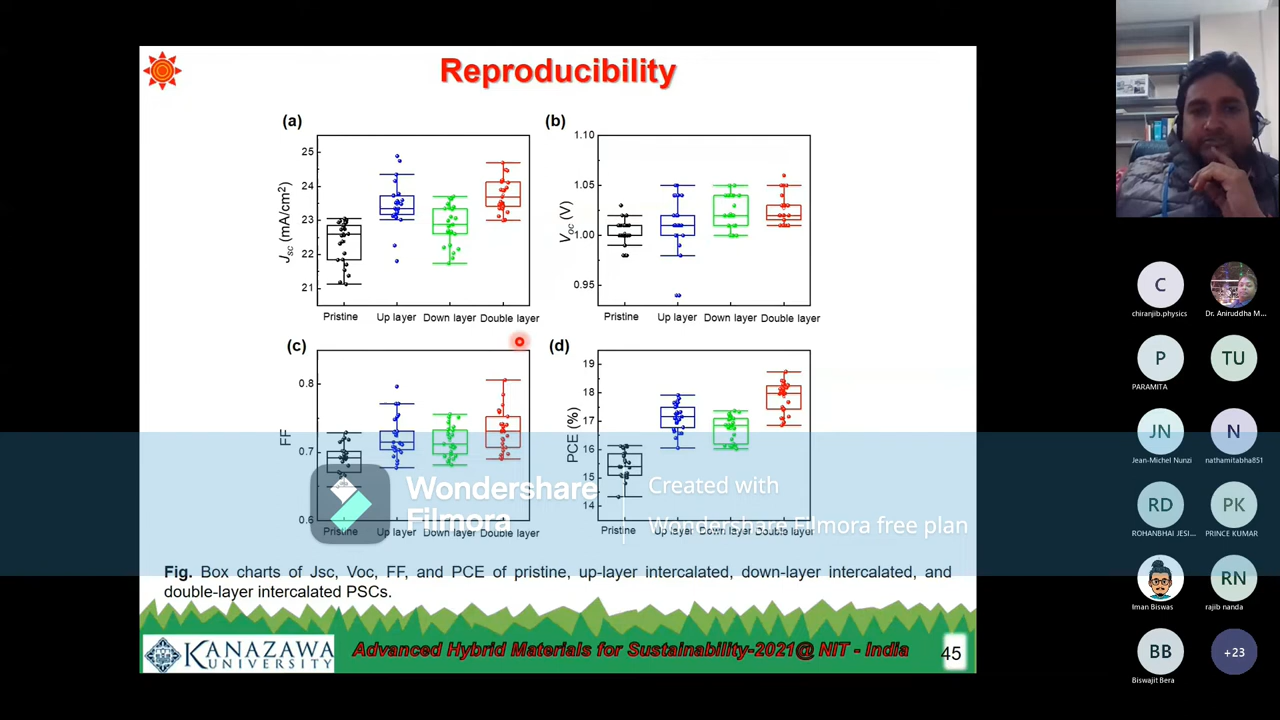 Reproducibility
(a)
25
24
23
22
21
Jsc (mA/cm2)
Pristine
Up layer
Down layer
Double layer
(b)
1.10
1.05
1.00
0.95
Voc (V)
Pristine
Up layer
Down layer
Double layer
(c)
0.8
0.7
0.6
FF
Pristine
Up layer
Down layer
Double layer
(d)
19
18
17
16
15
14
PCE (%)
Pristine
Up layer
Down layer
Double layer
Wondershare
Filmora
Created with
Wondershare Filmora free plan
Fig. Box charts of Jsc, Voc, FF, and PCE of pristine, up-layer intercalated, down-layer intercalated, and
double-layer intercalated PSCs.
KANAZAWA
UNIVERSITY
Advanced Hybrid Materials for Sustainability-2021@ NIT - India
45
C
chiranjib.physics
Dr. Aniruddha M...
P
PARAMITA
TU
JN
Jean-Michel Nunzi
N
nathamitabha851
RD
ROHANBHAI JESI...
PK
PRINCE KUMAR
Iman Biswas
RN
rajib nanda
BB
Biswajit Bera
+23